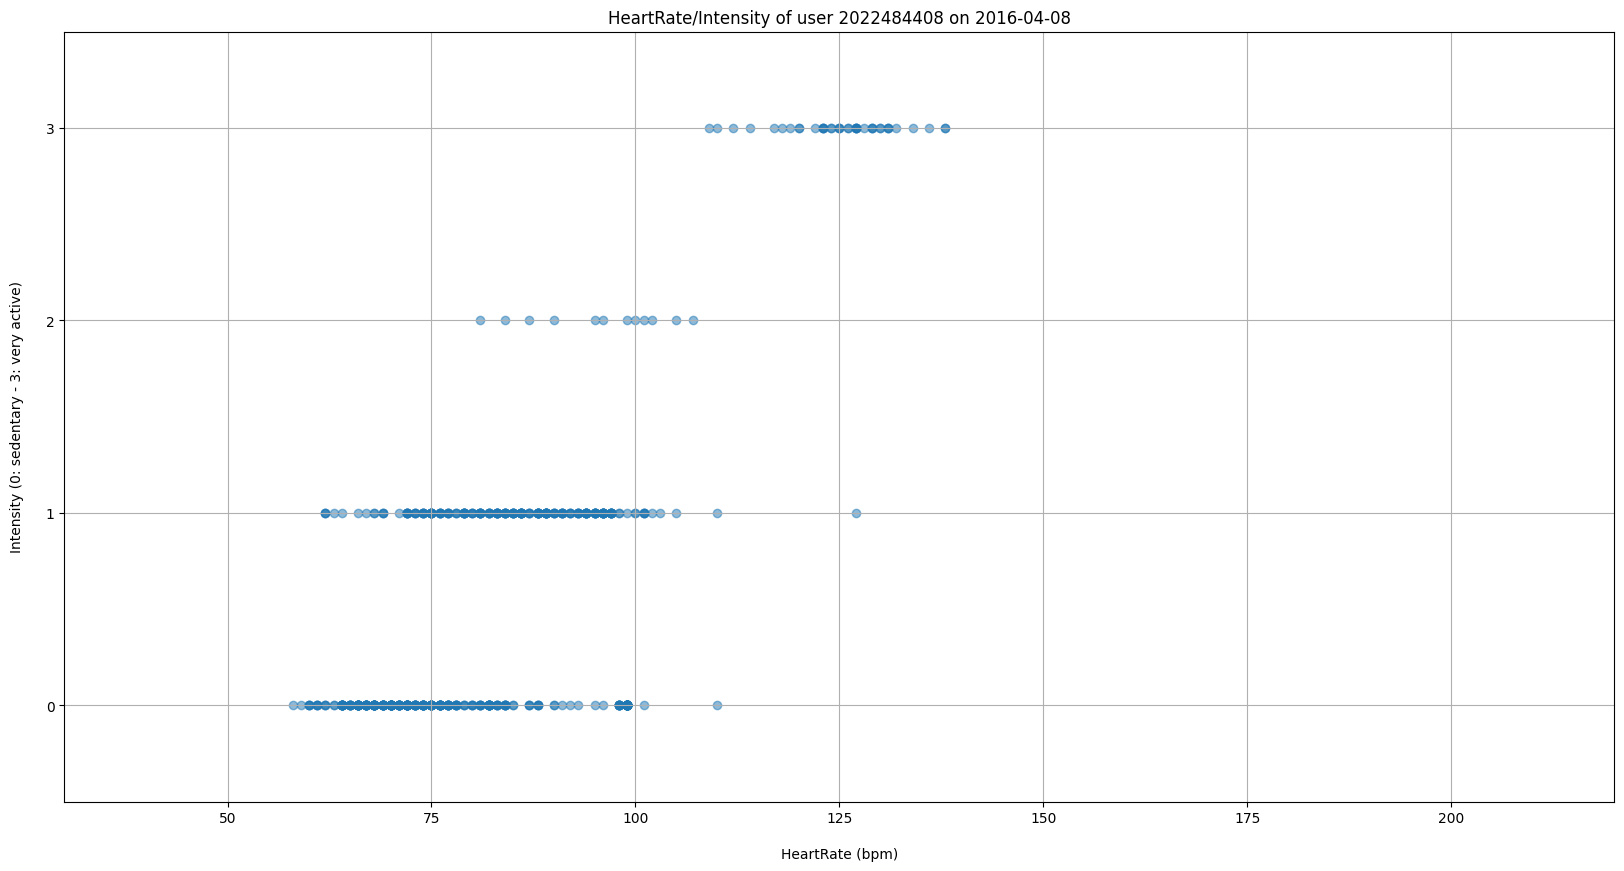 HeartRate/Intensity of user 2022484408 on 2016-04-08
Intensity (0: sedentary - 3: very active)
3
2
1
0
50 75 100 125 150 175 200
HeartRate (bpm)